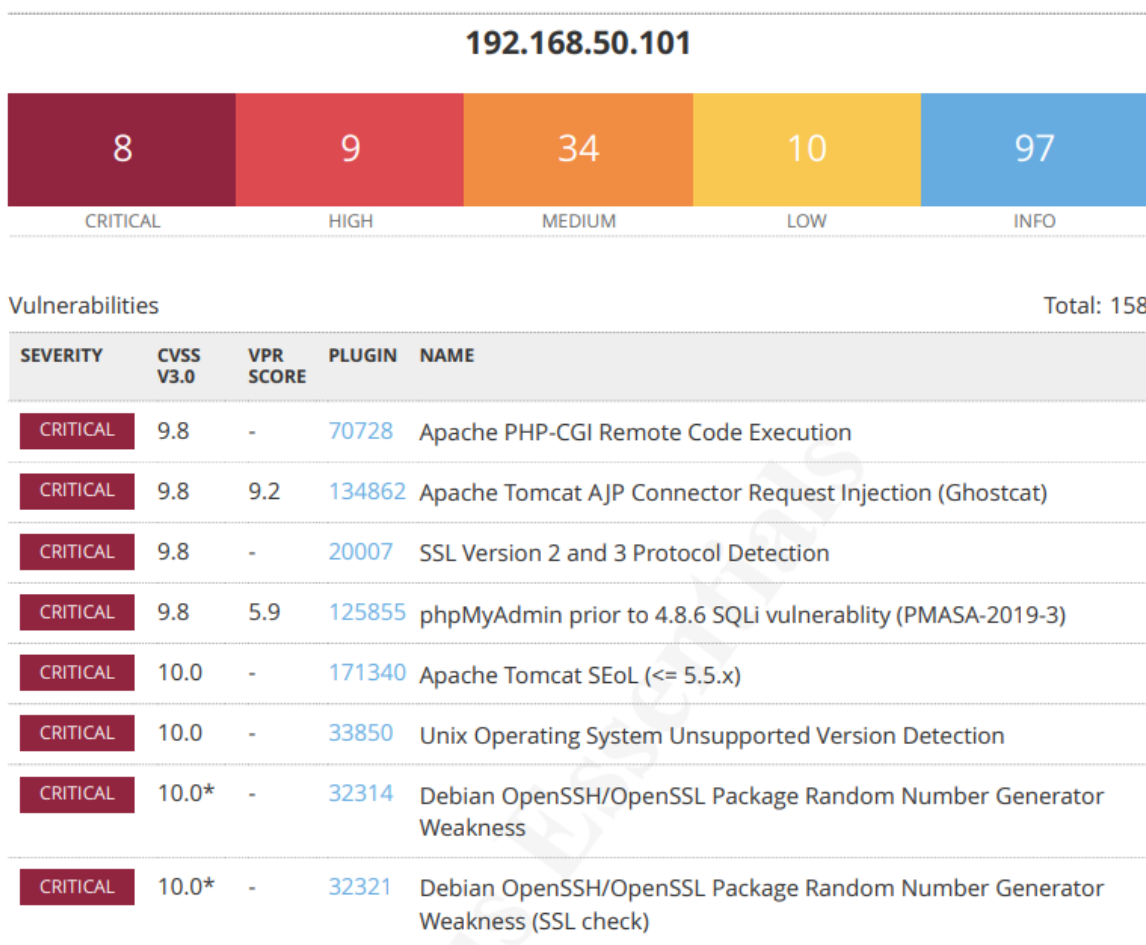 192.168.50.101
8 9 34 10 97
CRITICAL HIGH MEDIUM LOW INFO
Vulnerabilities Total: 158
SEVERITY CVSS V3.0 VPR SCORE PLUGIN NAME
CRITICAL 9.8 - 70728 Apache PHP-CGI Remote Code Execution
CRITICAL 9.8 9.2 134862 Apache Tomcat AJP Connector Request Injection (Ghostcat)
CRITICAL 9.8 - 20007 SSL Version 2 and 3 Protocol Detection
CRITICAL 9.8 5.9 125855 phpMyAdmin prior to 4.8.6 SQLi vulnerablity (PMASA-2019-3)
CRITICAL 10.0 - 171340 Apache Tomcat SEoL (<= 5.5.x)
CRITICAL 10.0 - 33850 Unix Operating System Unsupported Version Detection
CRITICAL 10.0* - 32314 Debian OpenSSH/OpenSSL Package Random Number Generator
Weakness
CRITICAL 10.0* - 32321 Debian OpenSSH/OpenSSL Package Random Number Generator
Weakness (SSL check)
Essentials